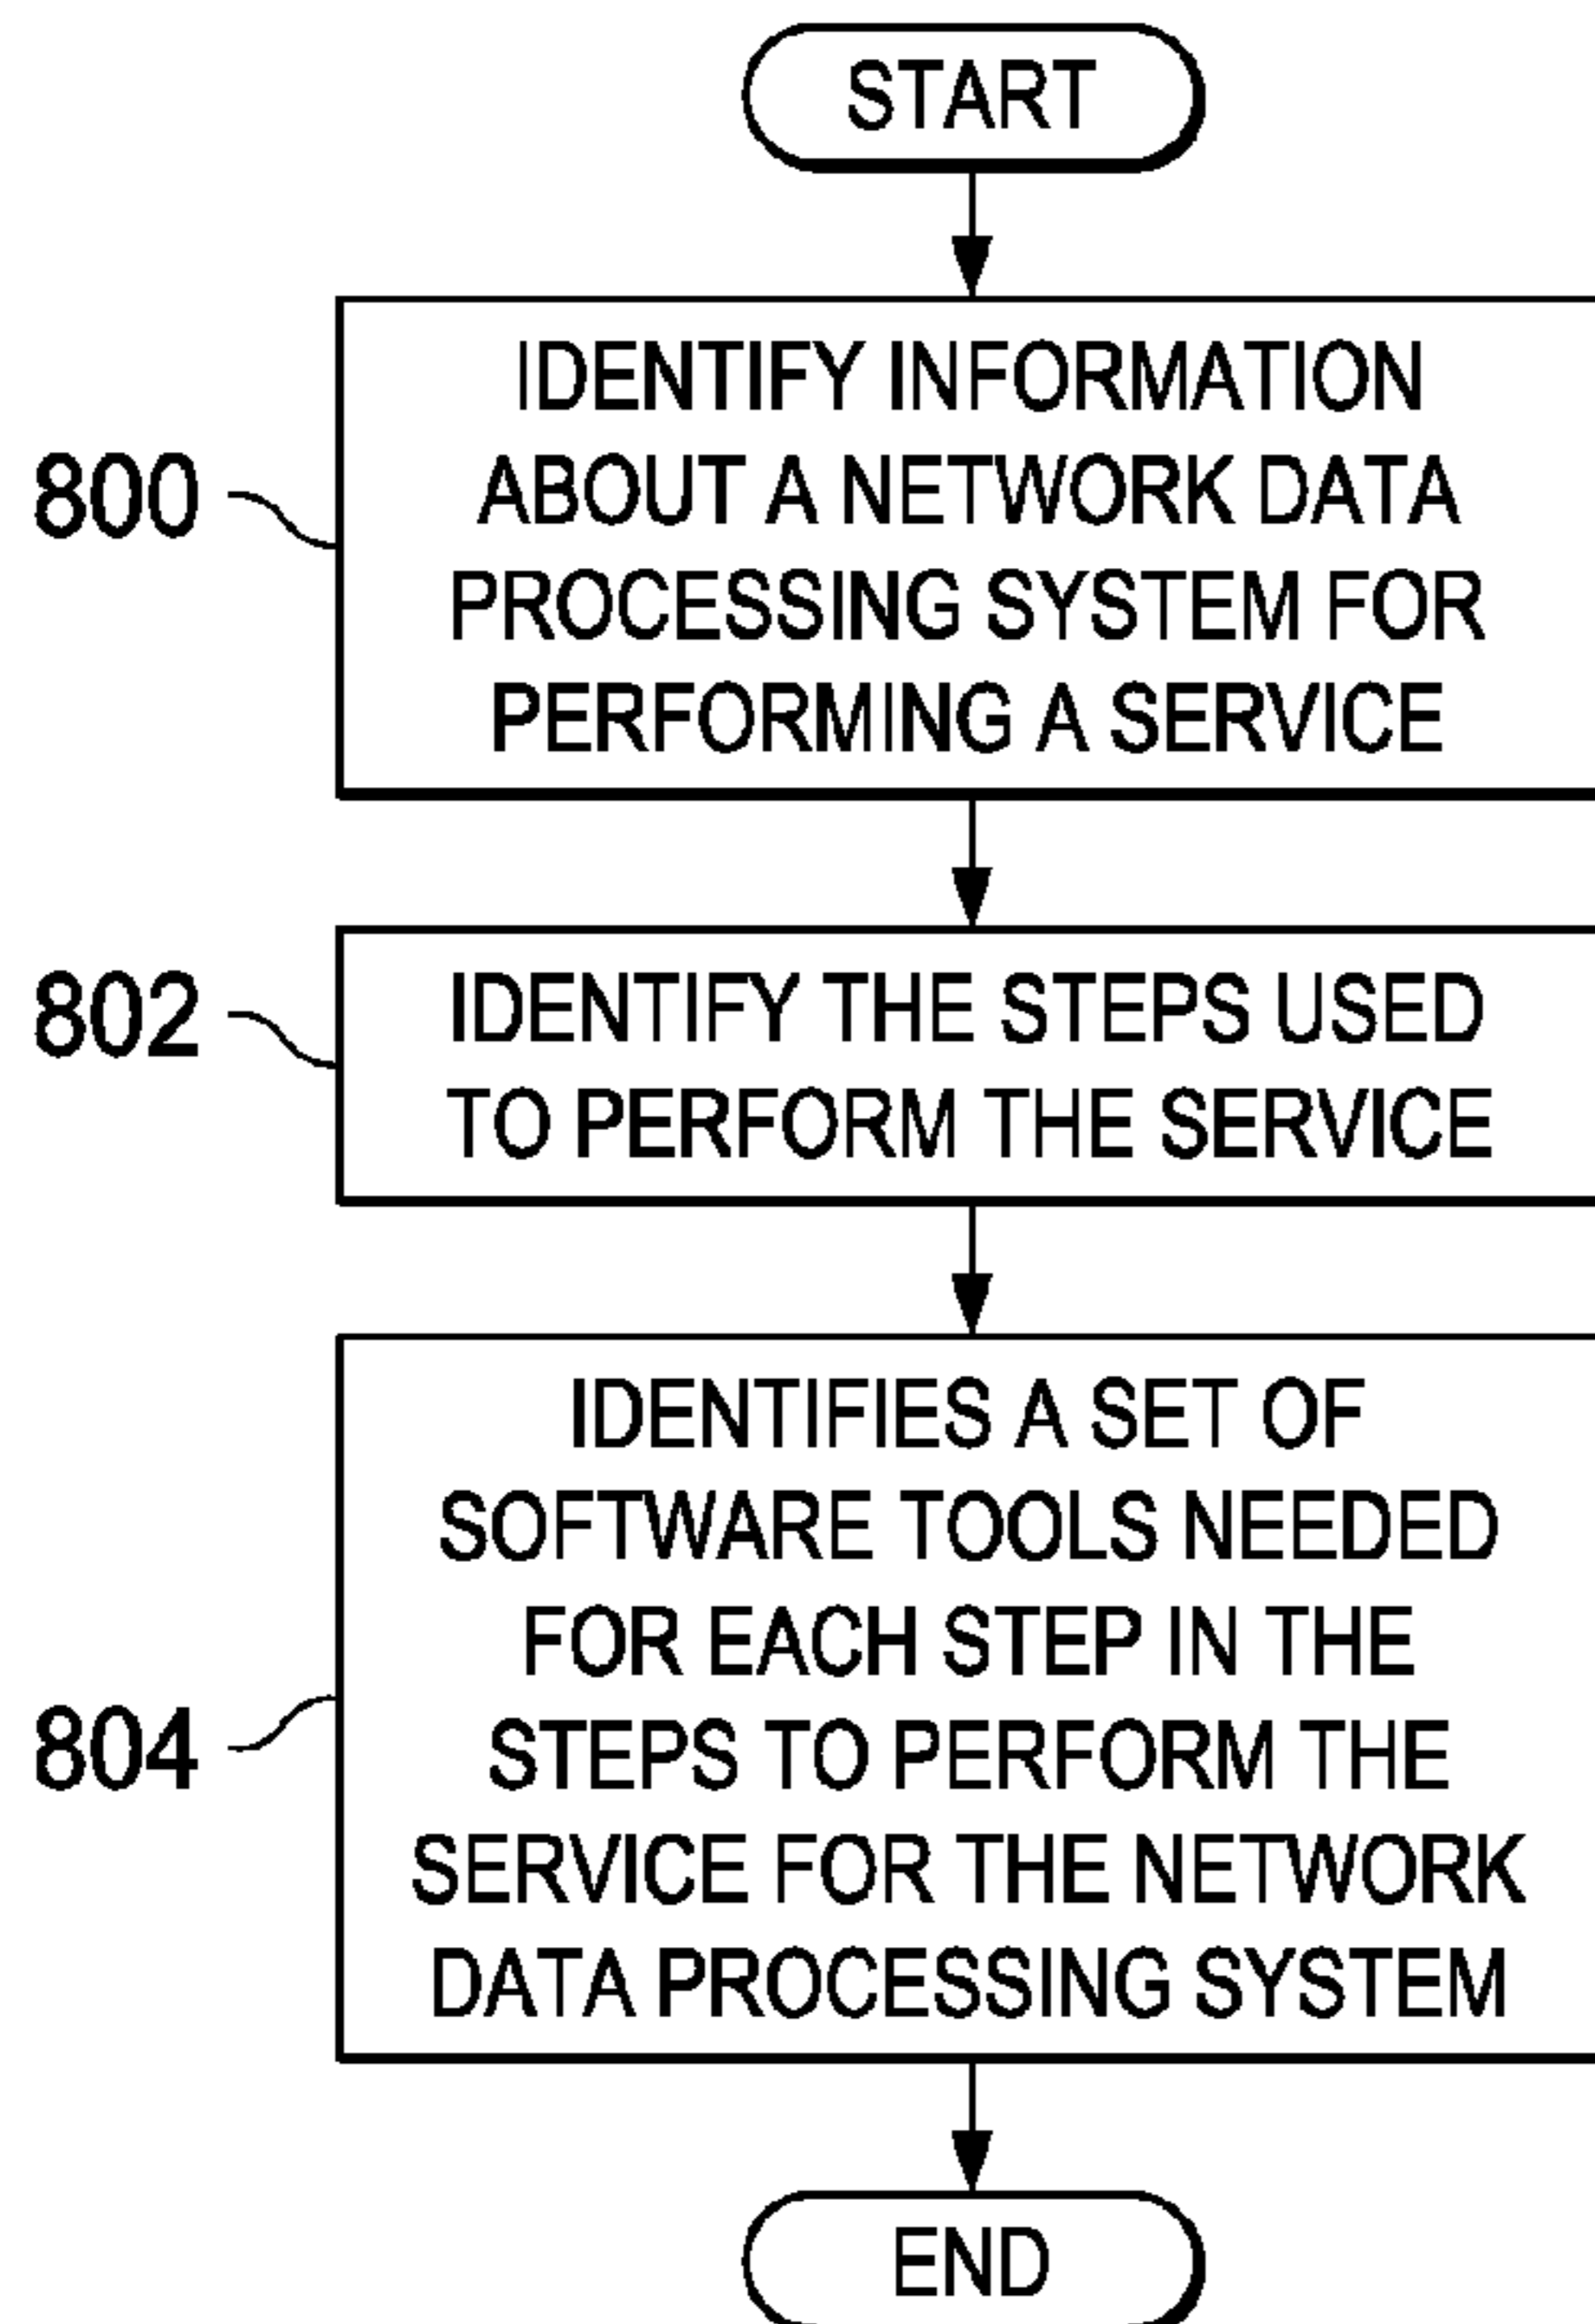 START
800
IDENTIFY INFORMATION
ABOUT A NETWORK DATA
PROCESSING SYSTEM FOR
PERFORMING A SERVICE
802
IDENTIFY THE STEPS USED
TO PERFORM THE SERVICE
804
IDENTIFIES A SET OF
SOFTWARE TOOLS NEEDED
FOR EACH STEP IN THE
STEPS TO PERFORM THE
SERVICE FOR THE NETWORK
DATA PROCESSING SYSTEM
END